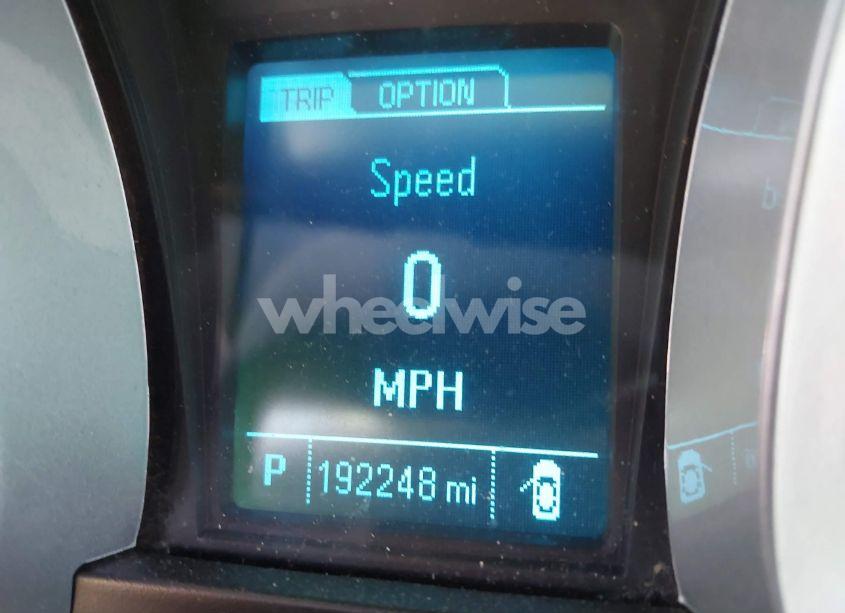 TRIP OPTION
Speed
0
wheelwise
MPH
P 192248 mi